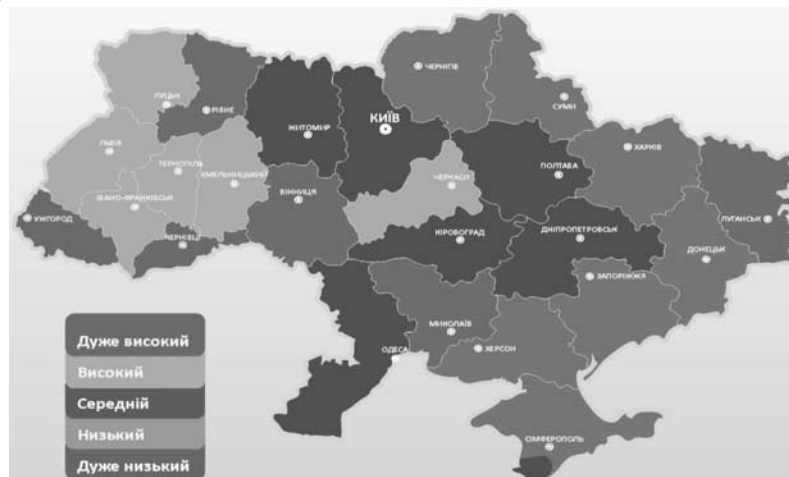 ЧЕРНІГІВ
СУМИ
ЛУЦЬК
РІВНЕ
КИЇВ
ЖИТОМИР
ХАРКІВ
ЛЬВІВ
ТЕРНОПІЛЬ
ПОЛТАВА
ХМЕЛЬНИЦЬКИЙ
ЧЕРКАСИ
ВІННИЦЯ
ІВАНО-ФРАНКІВСЬК
УЖГОРОД
ЛУГАНСЬК
ЧЕРНІВЦІ
КІРОВОГРАД
ДНІПРОПЕТРОВСЬК
ДОНЕЦЬК
ЗАПОРІЖЖЯ
МИКОЛАЇВ
ОДЕСА
ХЕРСОН
СІМФЕРОПОЛЬ
Дуже високий
Високий
Середній
Низький
Дуже низький